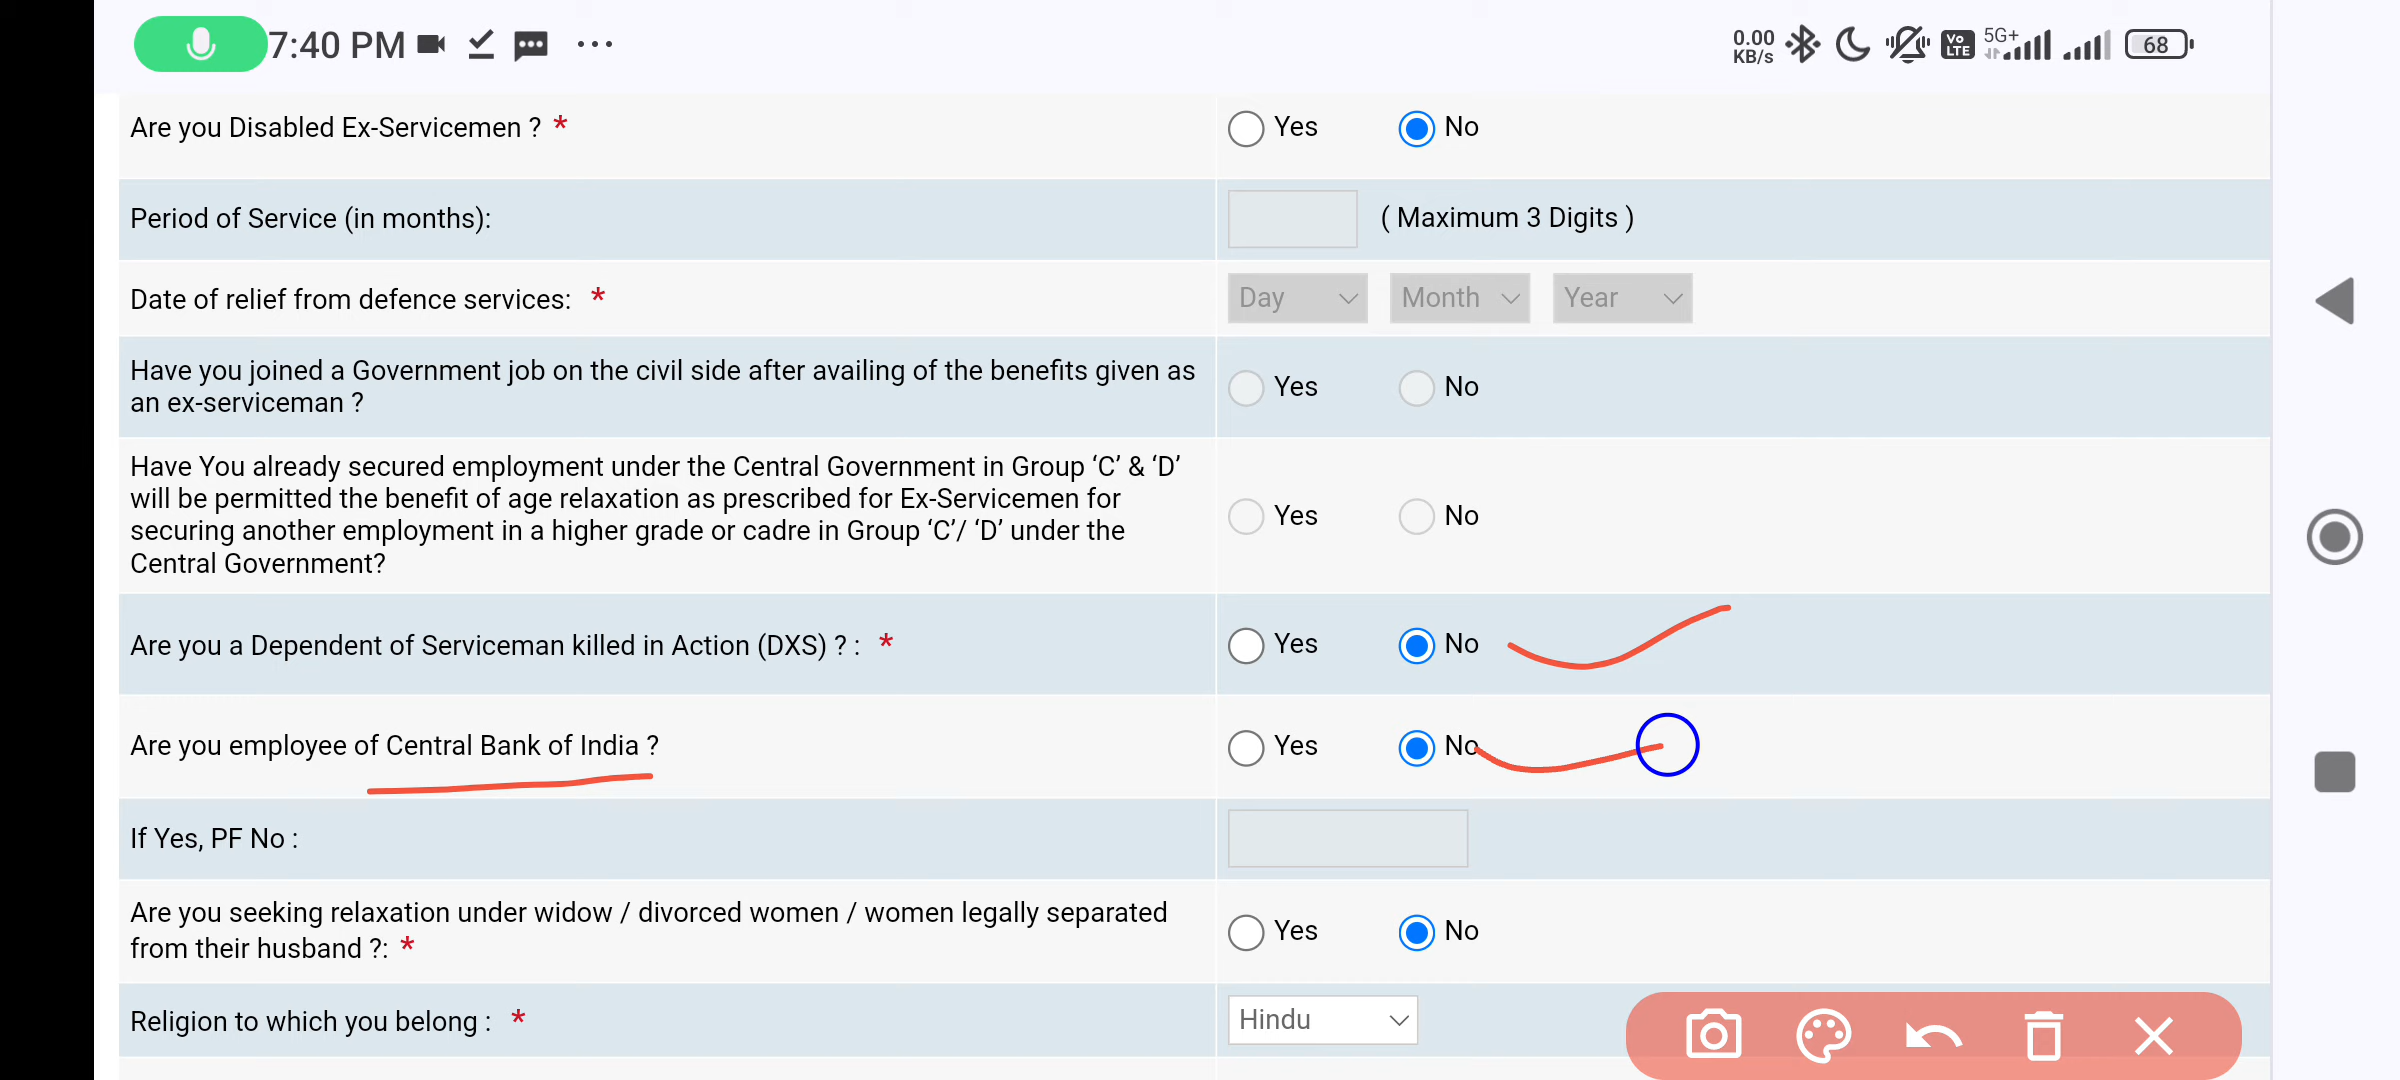 7:40 PM
0.00 KB/s
Vo LTE
5G+
68
Are you Disabled Ex-Servicemen ? *
Yes No
Period of Service (in months):
( Maximum 3 Digits )
Date of relief from defence services: *
Day Month Year
Have you joined a Government job on the civil side after availing of the benefits given as
an ex-serviceman ?
Yes No
Have You already secured employment under the Central Government in Group ‘C’ & ‘D’
will be permitted the benefit of age relaxation as prescribed for Ex-Servicemen for
securing another employment in a higher grade or cadre in Group ‘C’/ ‘D’ under the
Central Government?
Yes No
Are you a Dependent of Serviceman killed in Action (DXS) ? : *
Yes No
Are you employee of Central Bank of India ?
Yes No
If Yes, PF No :
Are you seeking relaxation under widow / divorced women / women legally separated
from their husband ?: *
Yes No
Religion to which you belong : *
Hindu